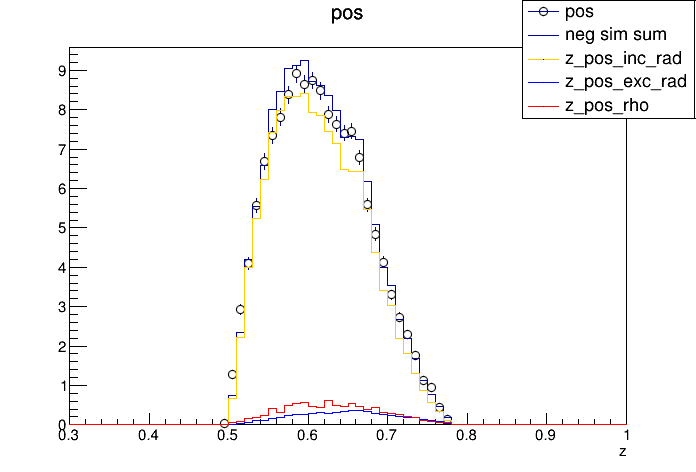 pos
pos
neg sim sum
z_pos_inc_rad
z_pos_exc_rad
z_pos_rho
9
8
7
6
5
4
3
2
1
0
0.3 0.4 0.5 0.6 0.7 0.8 0.9 1
z